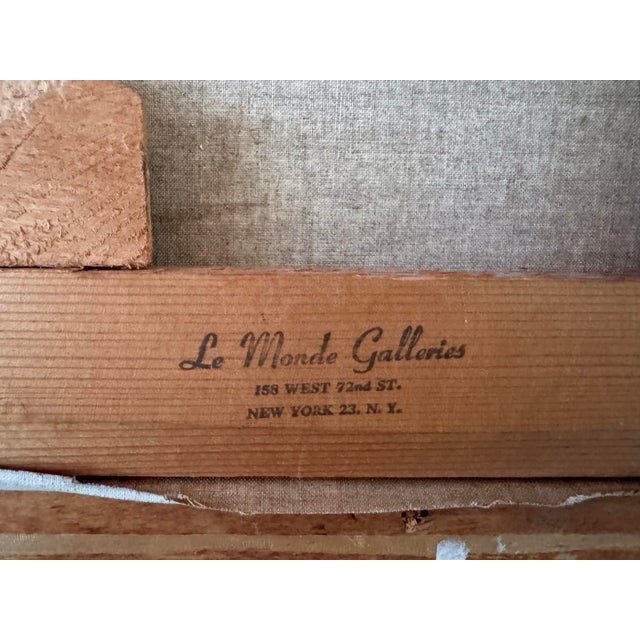 Le Monde Galleries
158 WEST 72nd ST.
NEW YORK 23, N. Y.